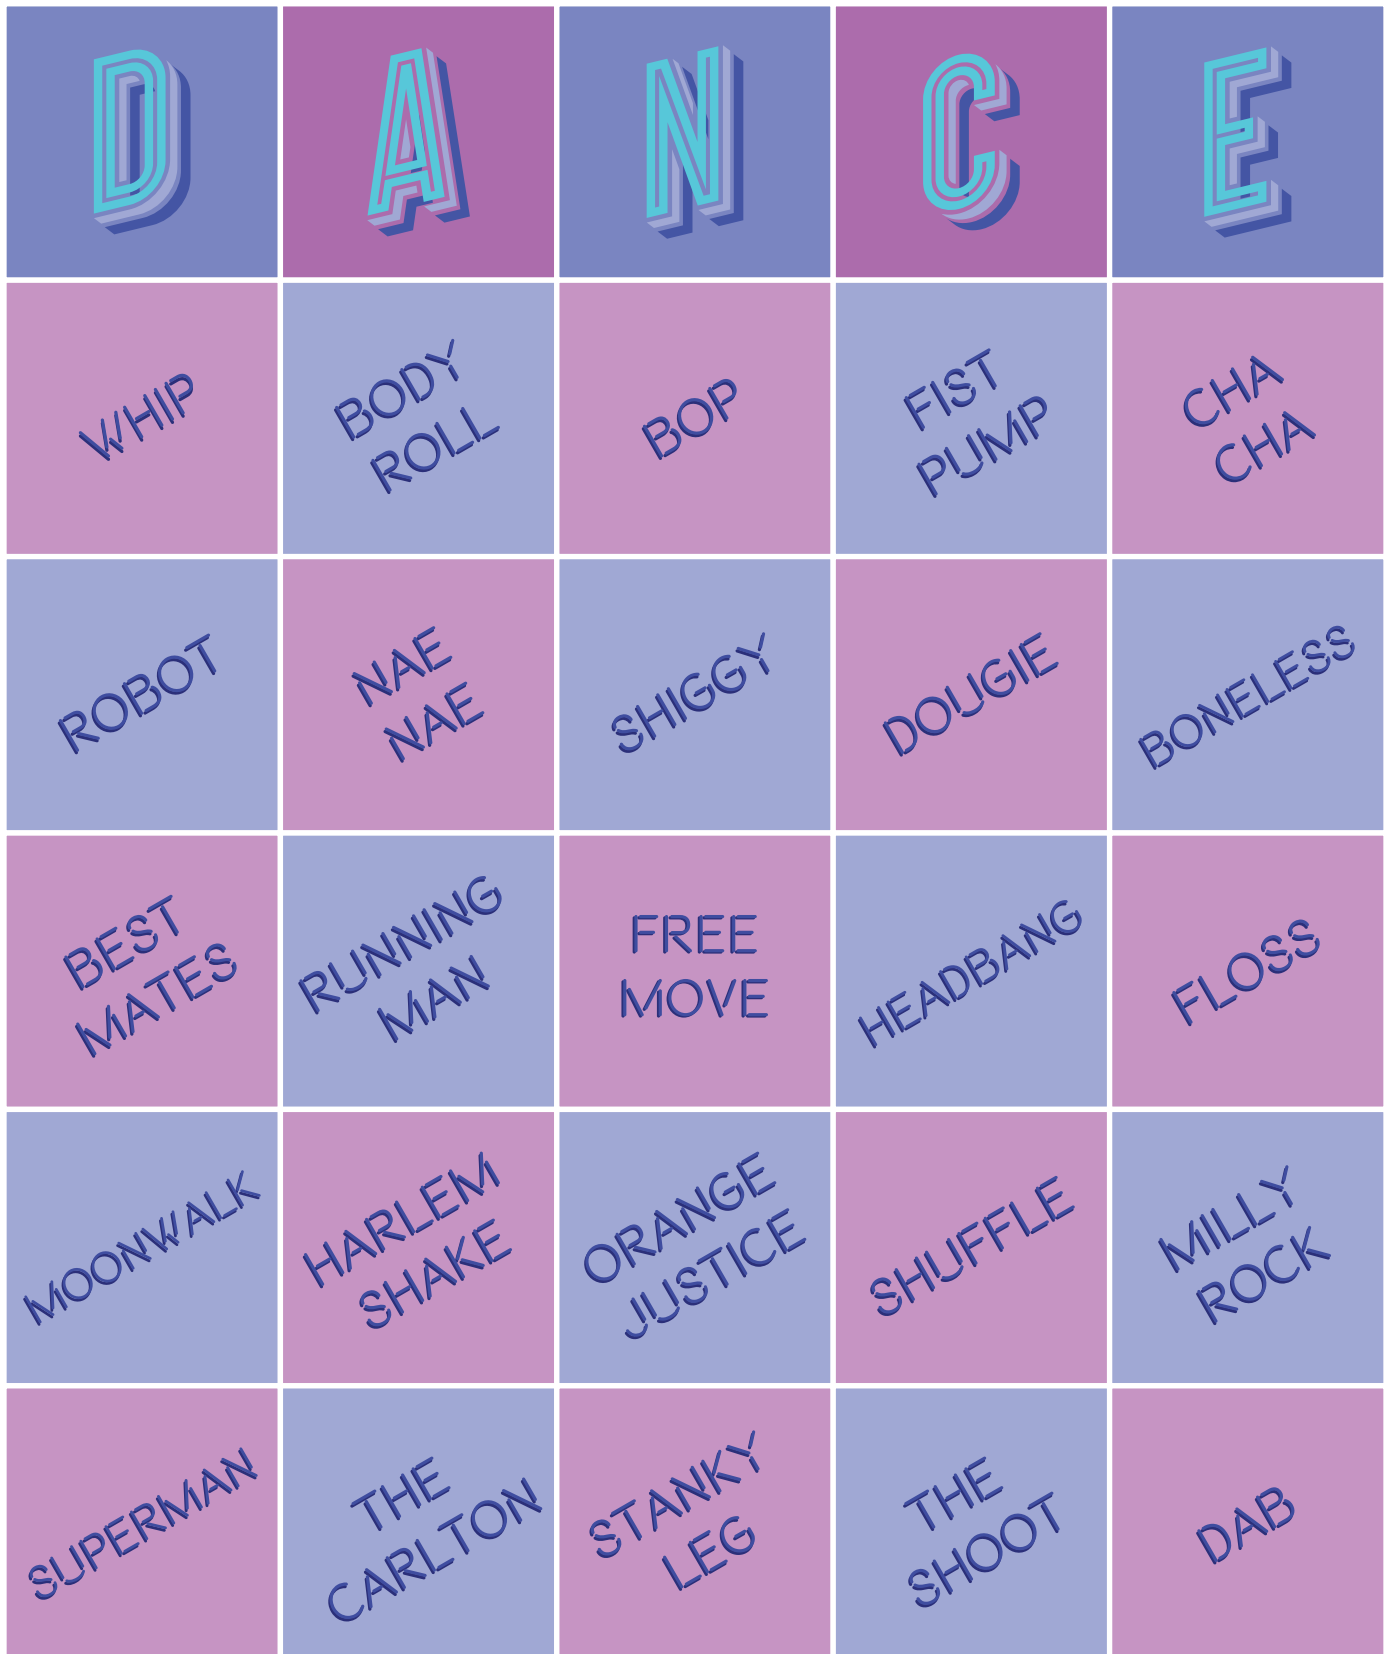 D A N C E
WHIP
BODY
ROLL
BOP
FIST
PUMP
CHA
CHA
ROBOT
NAE
NAE
SHIGGY
DOUGIE
BONELESS
BEST
MATES
RUNNING
MAN
FREE
MOVE
HEADBANG
FLOSS
MOONWALK
HARLEM
SHAKE
ORANGE
JUSTICE
SHUFFLE
MILLY
ROCK
SUPERMAN
THE
CARLTON
STANKY
LEG
THE
SHOOT
DAB